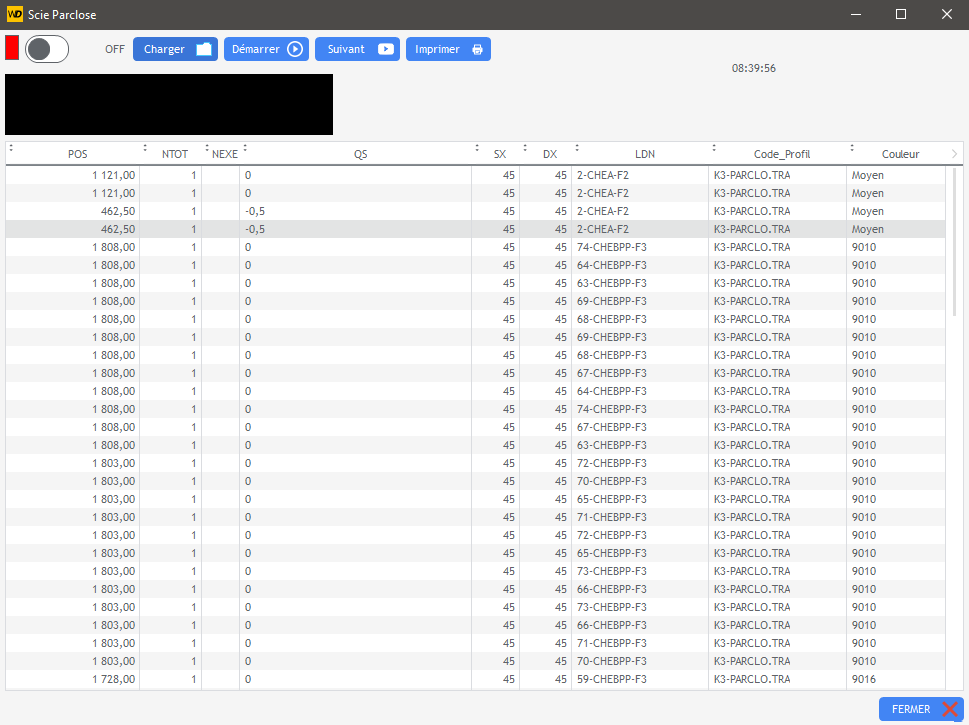 WD Scie Parclose
OFF Charger Démarrer Suivant Imprimer
08:39:56
POS NTOT NEXE QS SX DX LDN Code_Profil Couleur
1 121,00 1 0 45 45 2-CHEA-F2 K3-PARCLO.TRA Moyen
1 121,00 1 0 45 45 2-CHEA-F2 K3-PARCLO.TRA Moyen
462,50 1 -0,5 45 45 2-CHEA-F2 K3-PARCLO.TRA Moyen
462,50 1 -0,5 45 45 2-CHEA-F2 K3-PARCLO.TRA Moyen
1 808,00 1 0 45 45 74-CHEBPP-F3 K3-PARCLO.TRA 9010
1 808,00 1 0 45 45 64-CHEBPP-F3 K3-PARCLO.TRA 9010
1 808,00 1 0 45 45 63-CHEBPP-F3 K3-PARCLO.TRA 9010
1 808,00 1 0 45 45 69-CHEBPP-F3 K3-PARCLO.TRA 9010
1 808,00 1 0 45 45 68-CHEBPP-F3 K3-PARCLO.TRA 9010
1 808,00 1 0 45 45 69-CHEBPP-F3 K3-PARCLO.TRA 9010
1 808,00 1 0 45 45 68-CHEBPP-F3 K3-PARCLO.TRA 9010
1 808,00 1 0 45 45 67-CHEBPP-F3 K3-PARCLO.TRA 9010
1 808,00 1 0 45 45 64-CHEBPP-F3 K3-PARCLO.TRA 9010
1 808,00 1 0 45 45 74-CHEBPP-F3 K3-PARCLO.TRA 9010
1 808,00 1 0 45 45 67-CHEBPP-F3 K3-PARCLO.TRA 9010
1 808,00 1 0 45 45 63-CHEBPP-F3 K3-PARCLO.TRA 9010
1 803,00 1 0 45 45 72-CHEBPP-F3 K3-PARCLO.TRA 9010
1 803,00 1 0 45 45 70-CHEBPP-F3 K3-PARCLO.TRA 9010
1 803,00 1 0 45 45 65-CHEBPP-F3 K3-PARCLO.TRA 9010
1 803,00 1 0 45 45 71-CHEBPP-F3 K3-PARCLO.TRA 9010
1 803,00 1 0 45 45 72-CHEBPP-F3 K3-PARCLO.TRA 9010
1 803,00 1 0 45 45 65-CHEBPP-F3 K3-PARCLO.TRA 9010
1 803,00 1 0 45 45 73-CHEBPP-F3 K3-PARCLO.TRA 9010
1 803,00 1 0 45 45 66-CHEBPP-F3 K3-PARCLO.TRA 9010
1 803,00 1 0 45 45 73-CHEBPP-F3 K3-PARCLO.TRA 9010
1 803,00 1 0 45 45 66-CHEBPP-F3 K3-PARCLO.TRA 9010
1 803,00 1 0 45 45 71-CHEBPP-F3 K3-PARCLO.TRA 9010
1 803,00 1 0 45 45 70-CHEBPP-F3 K3-PARCLO.TRA 9010
1 728,00 1 0 45 45 59-CHEBPP-F3 K3-PARCLO.TRA 9016
FERMER